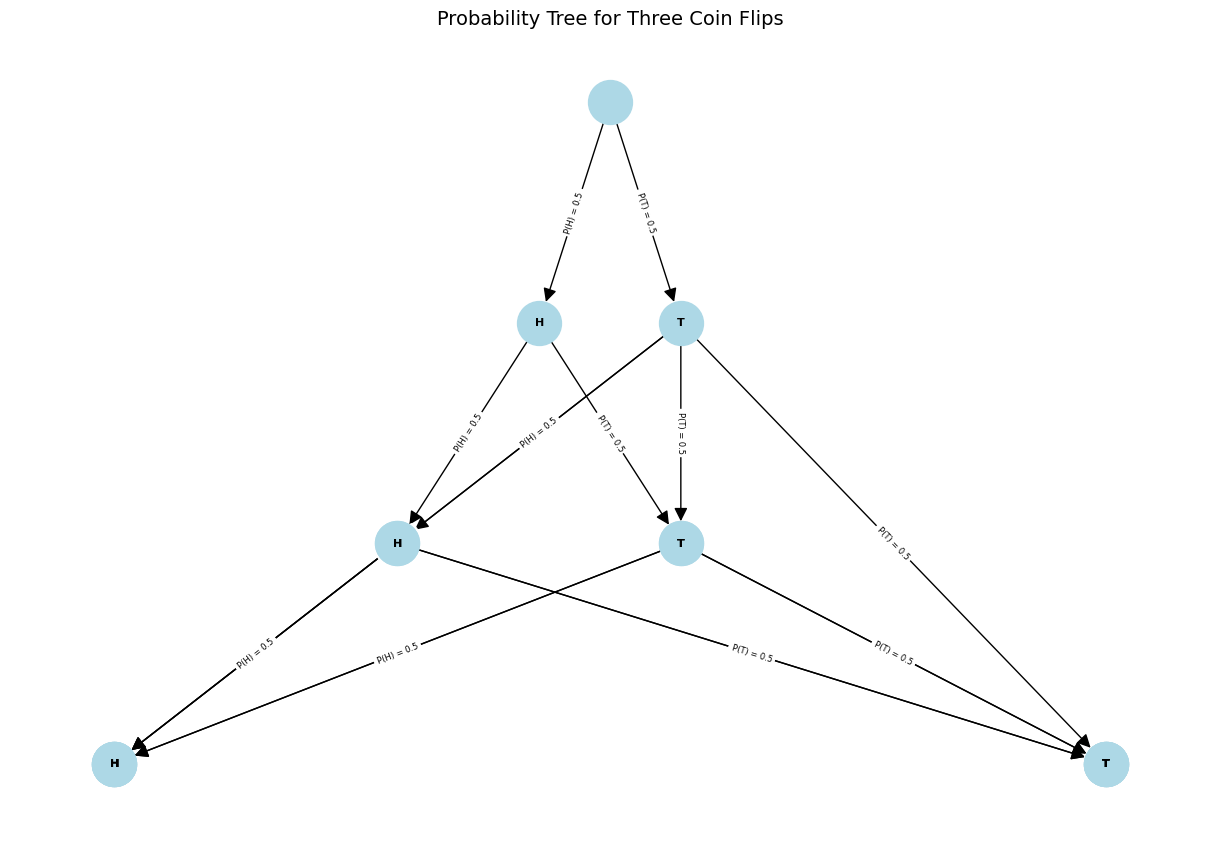 Probability Tree for Three Coin Flips
P(H) = 0.5
P(T) = 0.5
H
T
P(H) = 0.5
P(H) = 0.5
P(T) = 0.5
P(T) = 0.5
P(T) = 0.5
H
T
P(H) = 0.5
P(H) = 0.5
P(T) = 0.5
P(T) = 0.5
H
T